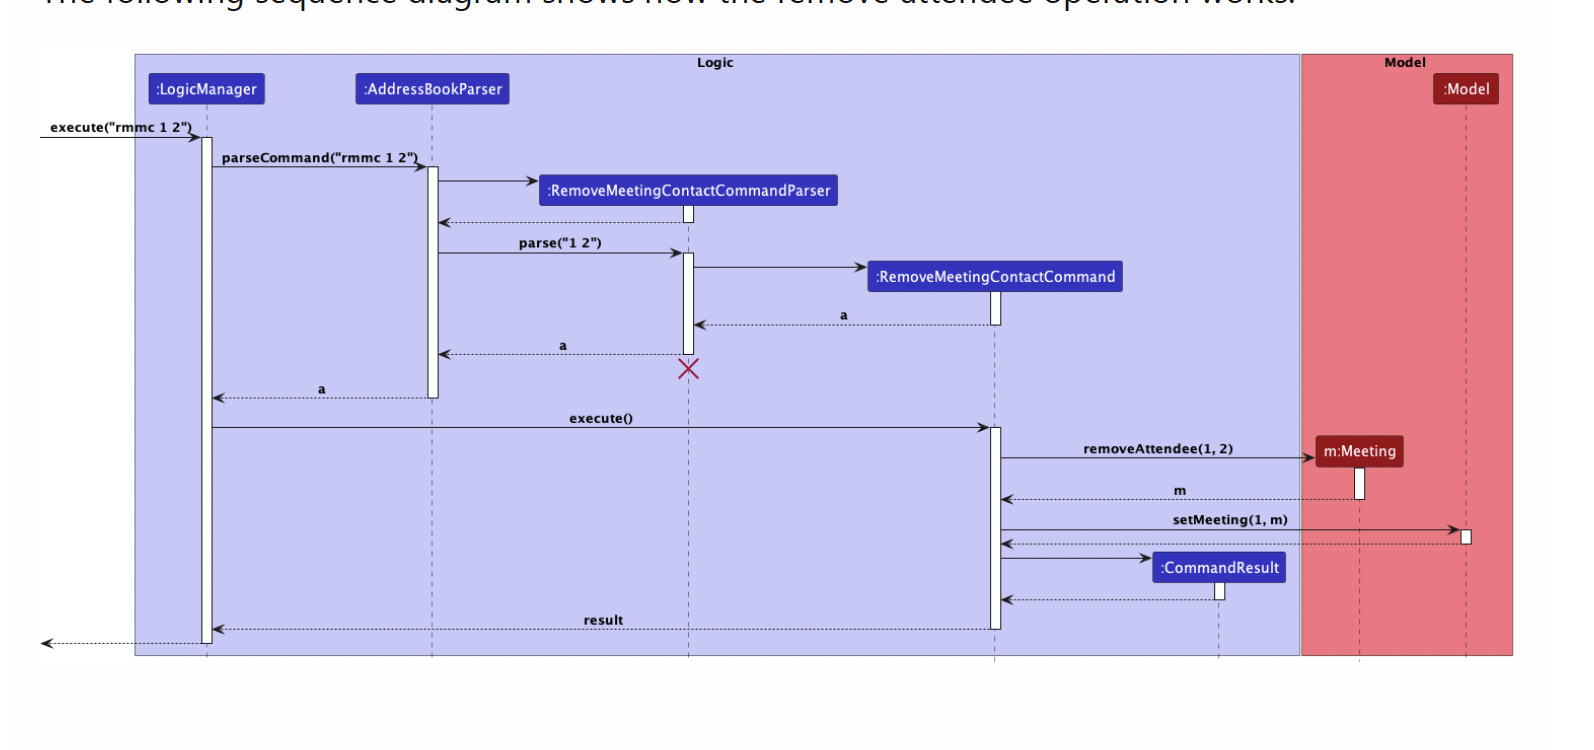 The following sequence diagram shows how the remove attendee operation works.
Logic
Model
:LogicManager
:AddressBookParser
:Model
execute("rmmc 1 2")
parseCommand("rmmc 1 2")
:RemoveMeetingContactCommandParser
parse("1 2")
:RemoveMeetingContactCommand
a
a
a
execute()
removeAttendee(1, 2)
m:Meeting
m
setMeeting(1, m)
:CommandResult
result